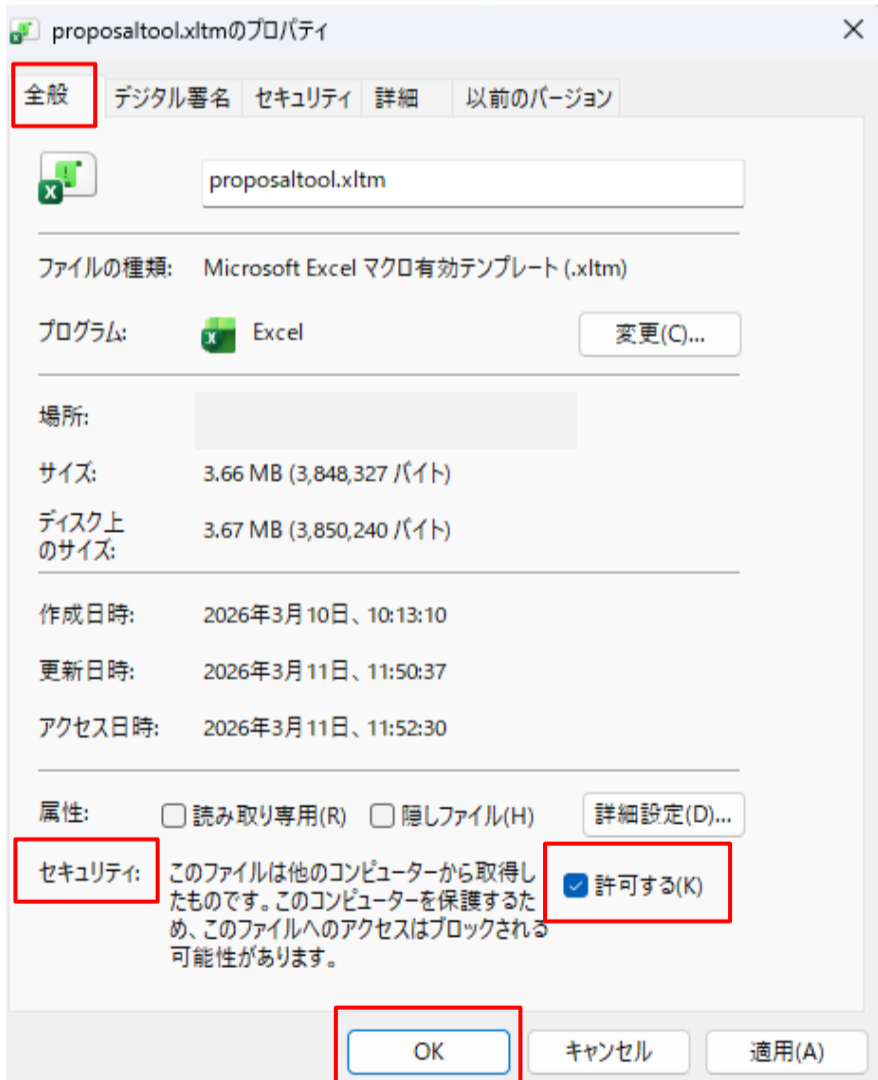 proposaltool.xltmのプロパティ
全般 デジタル署名 セキュリティ 詳細 以前のバージョン
proposaltool.xltm
ファイルの種類: Microsoft Excel マクロ有効テンプレート (.xltm)
プログラム: Excel 変更(C)...
場所:
サイズ: 3.66 MB (3,848,327 バイト)
ディスク上
のサイズ: 3.67 MB (3,850,240 バイト)
作成日時: 2026年3月10日、10:13:10
更新日時: 2026年3月11日、11:50:37
アクセス日時: 2026年3月11日、11:52:30
属性: 読み取り専用(R) 隠しファイル(H) 詳細設定(D)...
セキュリティ: このファイルは他のコンピューターから取得し
たものです。このコンピューターを保護するた
め、このファイルへのアクセスはブロックされる
可能性があります。
許可する(K)
OK キャンセル 適用(A)